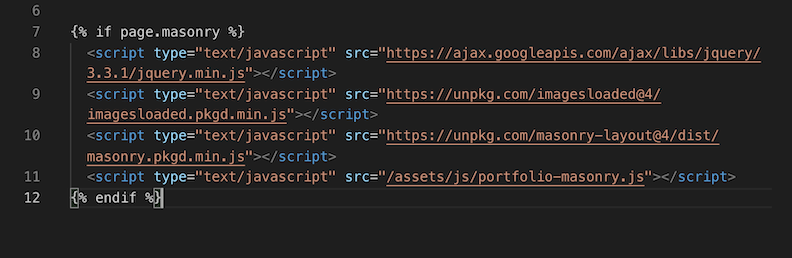 6
7 {% if page.masonry %}
8 <script type="text/javascript" src="https://ajax.googleapis.com/ajax/libs/jquery/
3.3.1/jquery.min.js"></script>
9 <script type="text/javascript" src="https://unpkg.com/imagesloaded@4/
imagesloaded.pkgd.min.js"></script>
10 <script type="text/javascript" src="https://unpkg.com/masonry-layout@4/dist/
masonry.pkgd.min.js"></script>
11 <script type="text/javascript" src="/assets/js/portfolio-masonry.js"></script>
12 {% endif %}